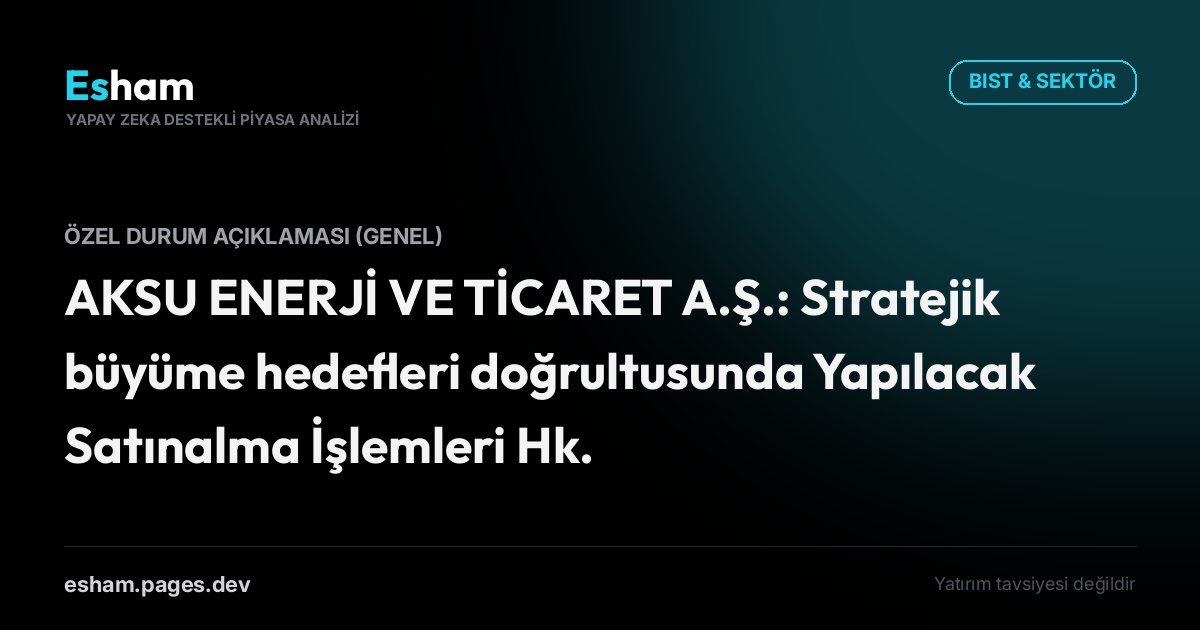 Esham
YAPAY ZEKA DESTEKLİ PİYASA ANALİZİ
BIST & SEKTÖR
ÖZEL DURUM AÇIKLAMASI (GENEL)
AKSU ENERJİ VE TİCARET A.Ş.: Stratejik
büyüme hedefleri doğrultusunda Yapılacak
Satınalma İşlemleri Hk.
esham.pages.dev
Yatırım tavsiyesi değildir